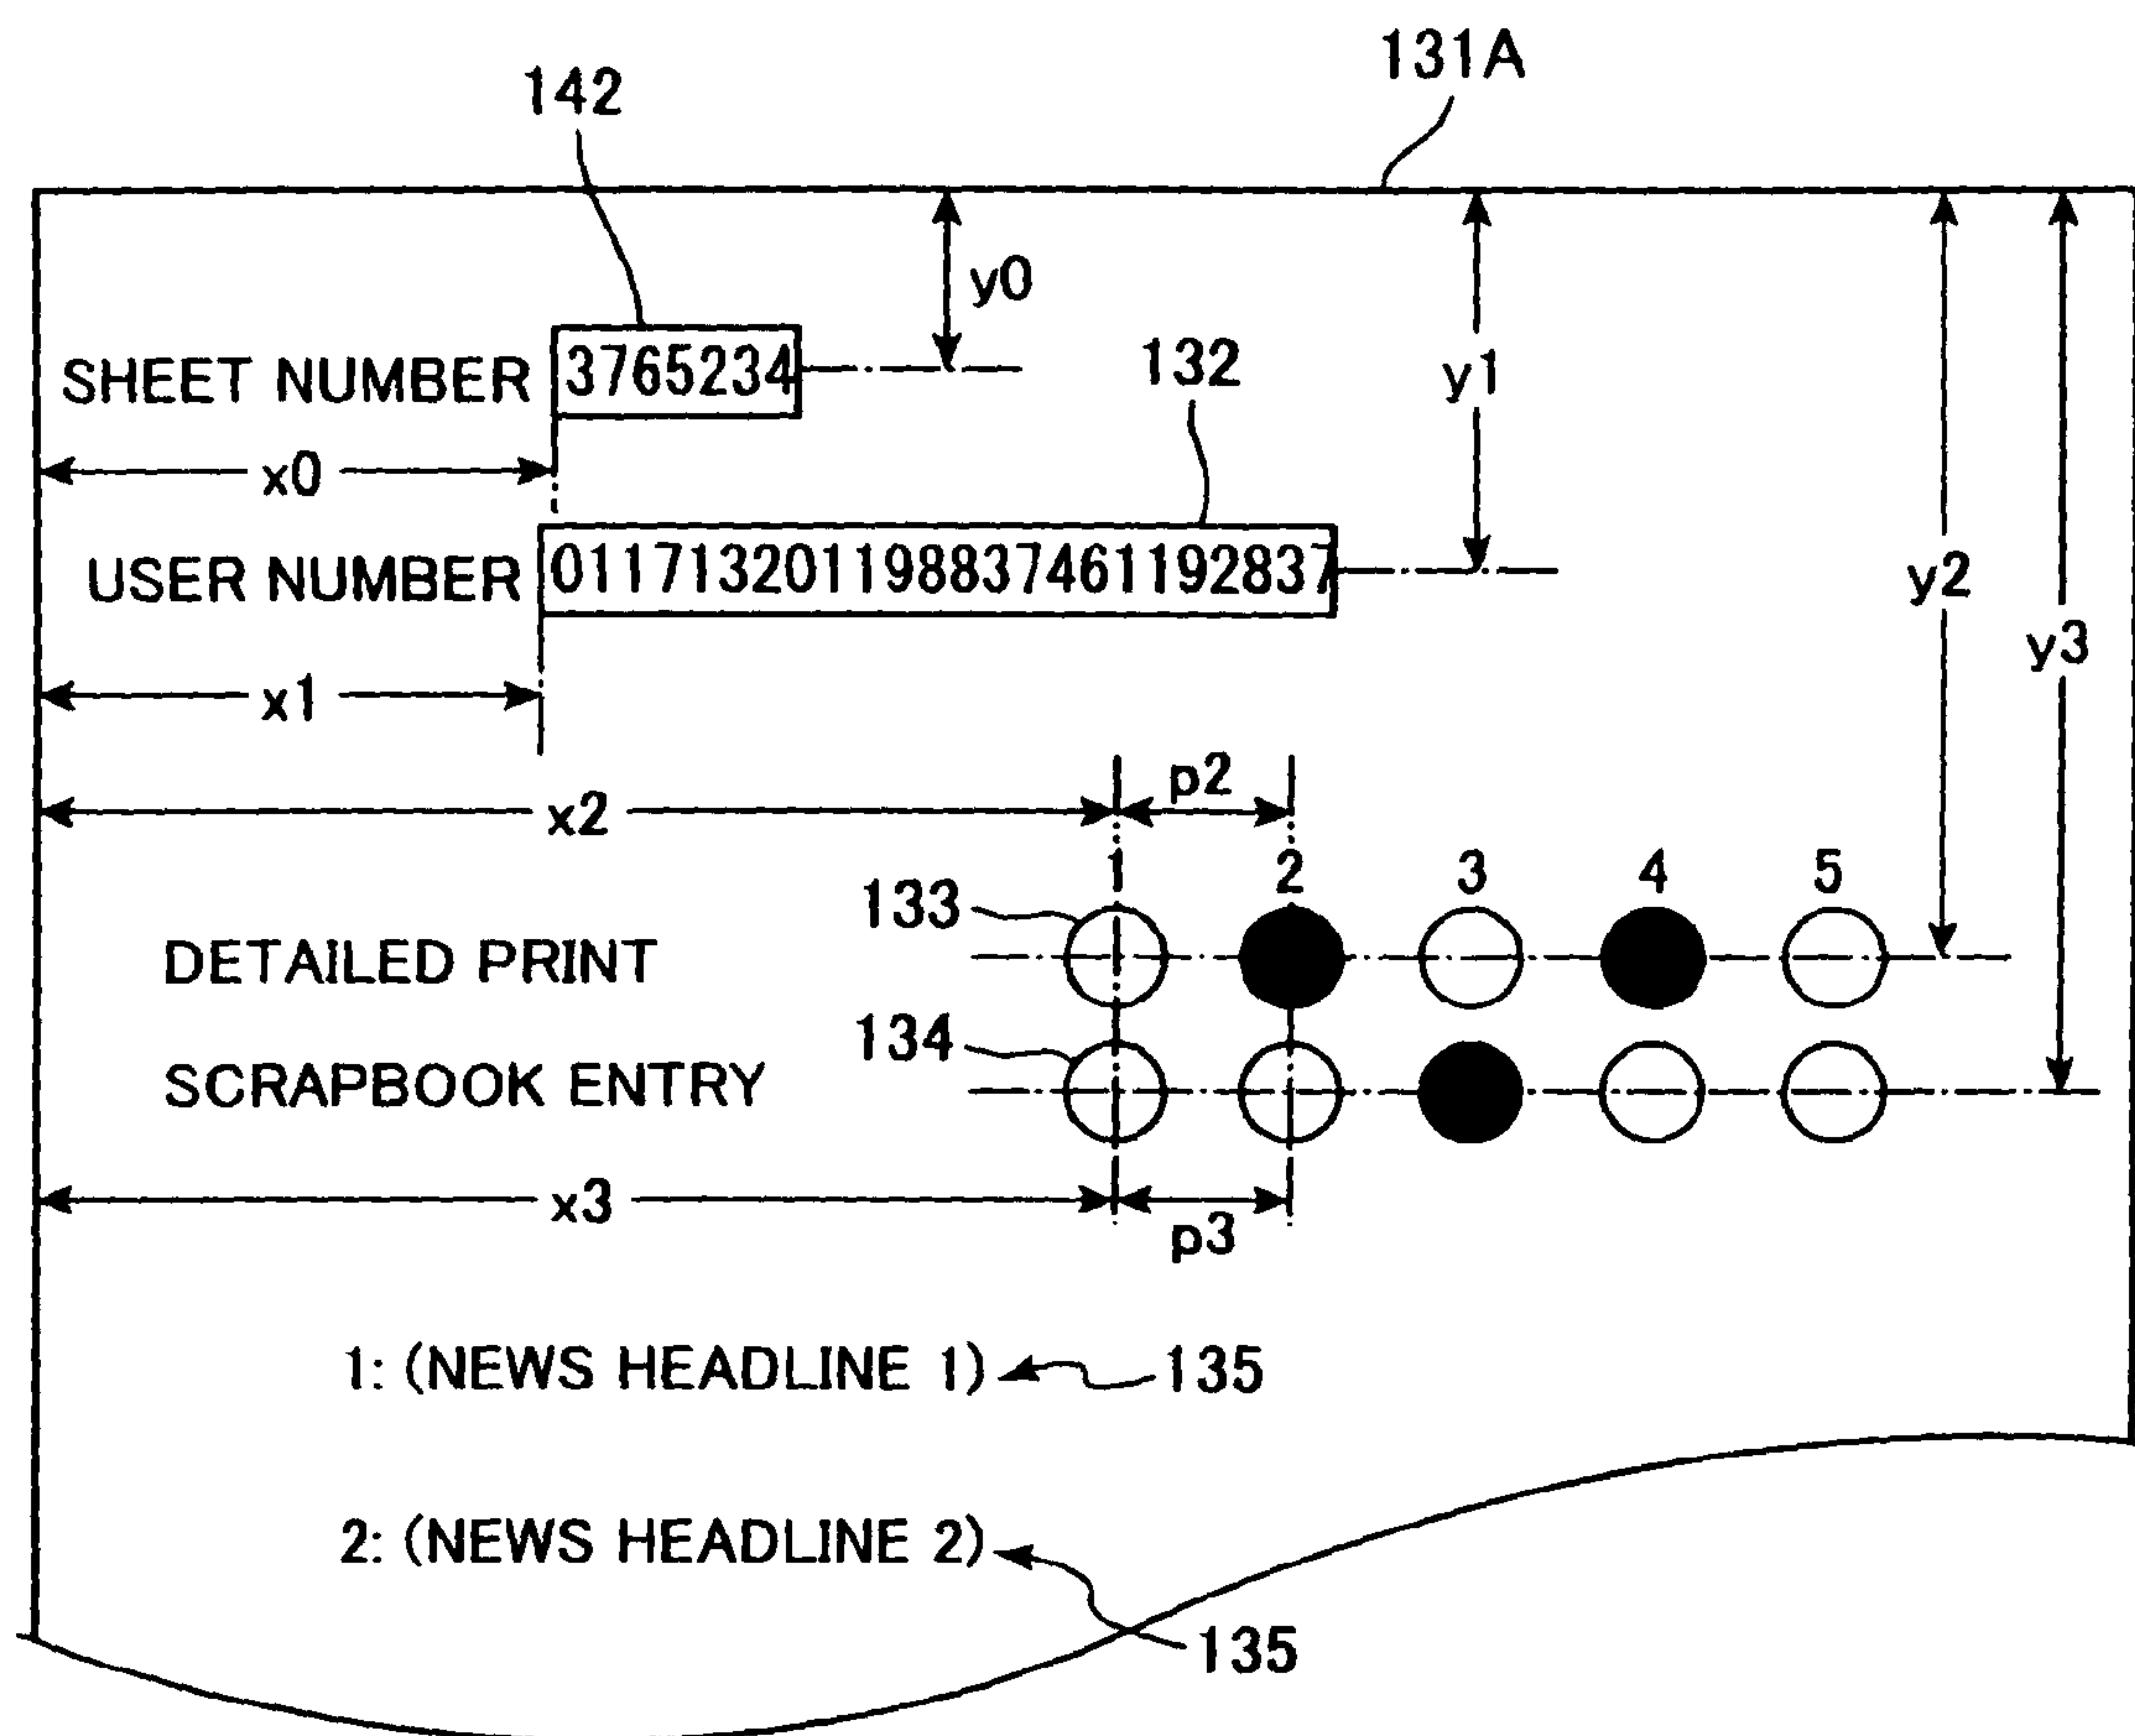 131A
142
y0
SHEET NUMBER 3765234
132
y1
x0
USER NUMBER 011713201198837461192837
y2
y3
x1
p2
x2
1 2 3 4 5
133
DETAILED PRINT
134
SCRAPBOOK ENTRY
x3
p3
1: (NEWS HEADLINE 1) 135
2: (NEWS HEADLINE 2)
135